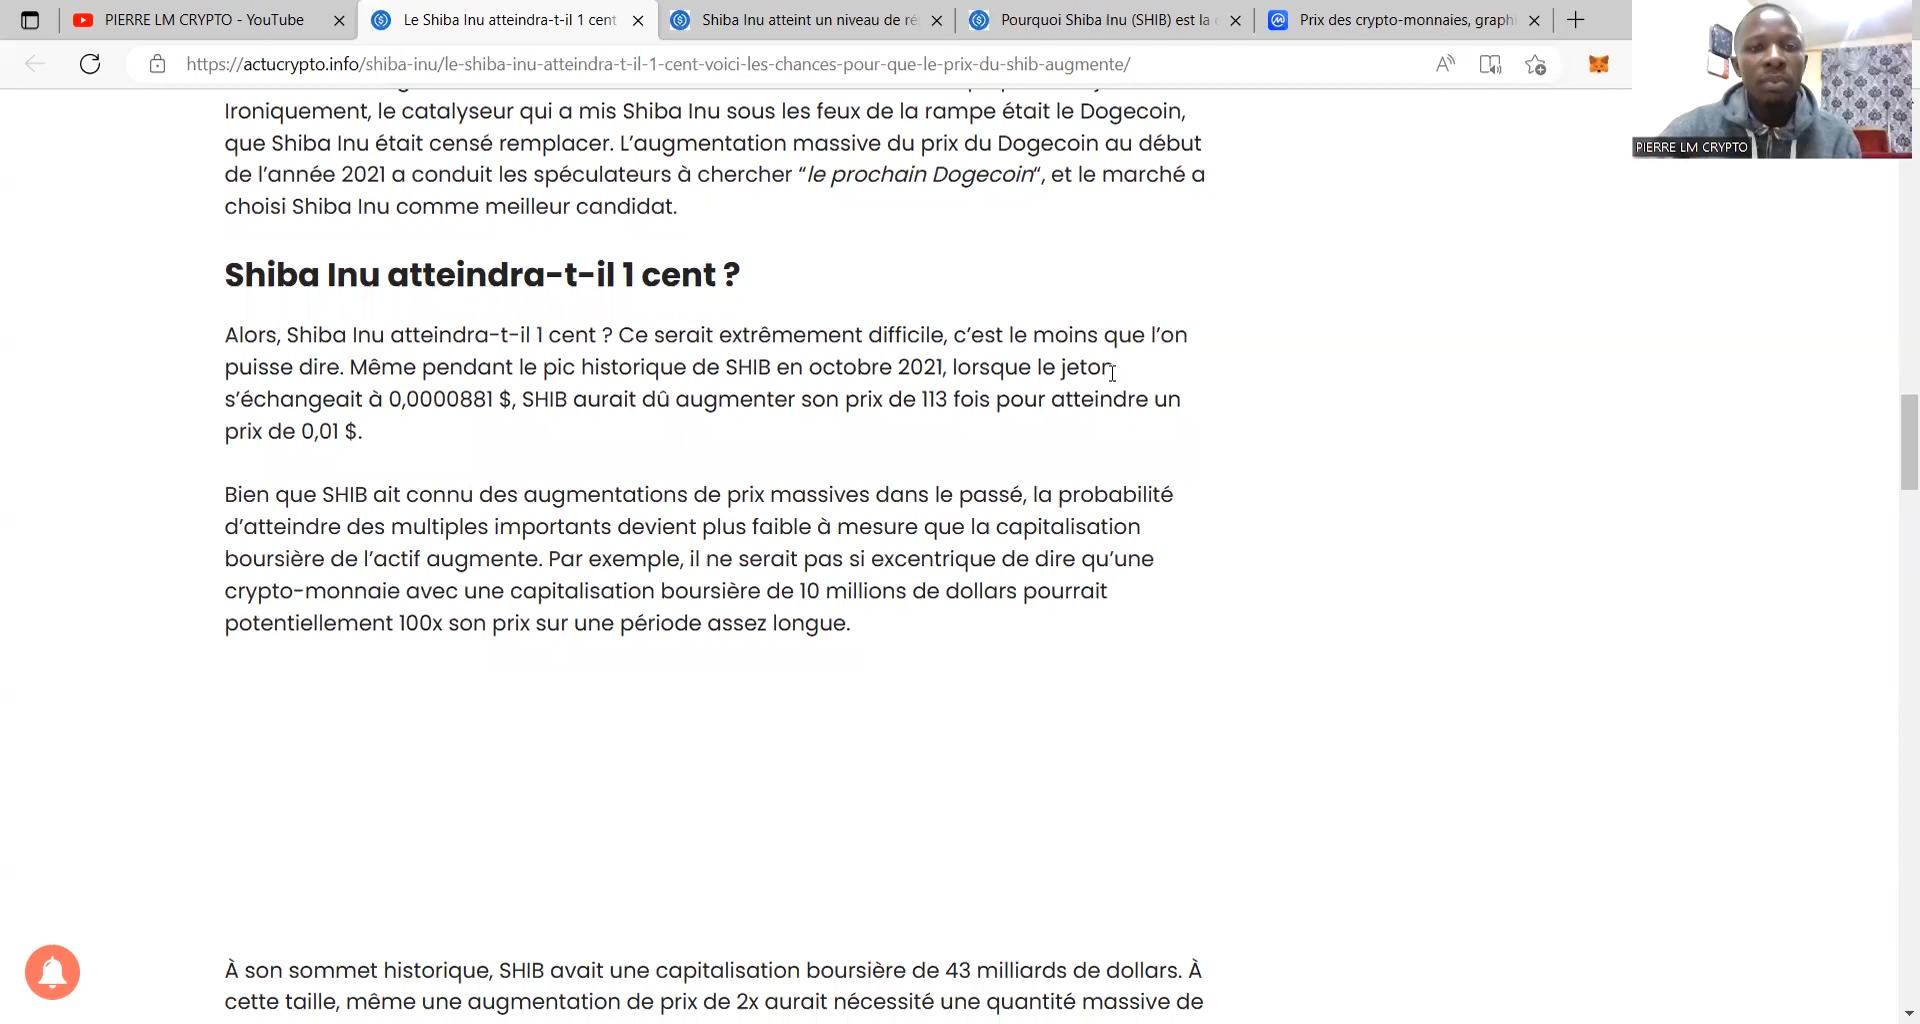 PIERRE LM CRYPTO - YouTube
Le Shiba Inu atteindra-t-il 1 cent
Shiba Inu atteint un niveau de ré
Pourquoi Shiba Inu (SHIB) est la
Prix des crypto-monnaies, graph
https://actucrypto.info/shiba-inu/le-shiba-inu-atteindra-t-il-1-cent-voici-les-chances-pour-que-le-prix-du-shib-augmente/
PIERRE LM CRYPTO
Ironiquement, le catalyseur qui a mis Shiba Inu sous les feux de la rampe était le Dogecoin,
que Shiba Inu était censé remplacer. L’augmentation massive du prix du Dogecoin au début
de l’année 2021 a conduit les spéculateurs à chercher “le prochain Dogecoin“, et le marché a
choisi Shiba Inu comme meilleur candidat.
Shiba Inu atteindra-t-il 1 cent ?
Alors, Shiba Inu atteindra-t-il 1 cent ? Ce serait extrêmement difficile, c’est le moins que l’on
puisse dire. Même pendant le pic historique de SHIB en octobre 2021, lorsque le jeton
s’échangeait à 0,0000881 $, SHIB aurait dû augmenter son prix de 113 fois pour atteindre un
prix de 0,01 $.
Bien que SHIB ait connu des augmentations de prix massives dans le passé, la probabilité
d’atteindre des multiples importants devient plus faible à mesure que la capitalisation
boursière de l’actif augmente. Par exemple, il ne serait pas si excentrique de dire qu’une
crypto-monnaie avec une capitalisation boursière de 10 millions de dollars pourrait
potentiellement 100x son prix sur une période assez longue.
À son sommet historique, SHIB avait une capitalisation boursière de 43 milliards de dollars. À
cette taille, même une augmentation de prix de 2x aurait nécessité une quantité massive de